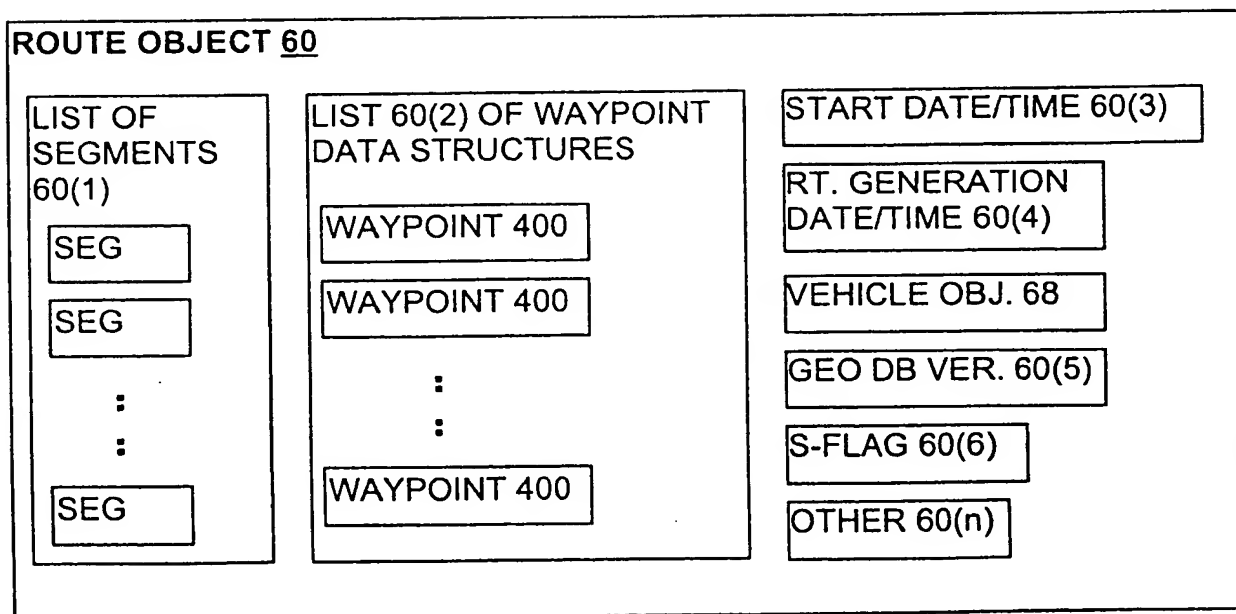 ROUTE OBJECT 60
LIST OF
SEGMENTS
60(1)
SEG
SEG
:
:
SEG
LIST 60(2) OF WAYPOINT
DATA STRUCTURES
WAYPOINT 400
WAYPOINT 400
:
:
WAYPOINT 400
START DATE/TIME 60(3)
RT. GENERATION
DATE/TIME 60(4)
VEHICLE OBJ. 68
GEO DB VER. 60(5)
S-FLAG 60(6)
OTHER 60(n)